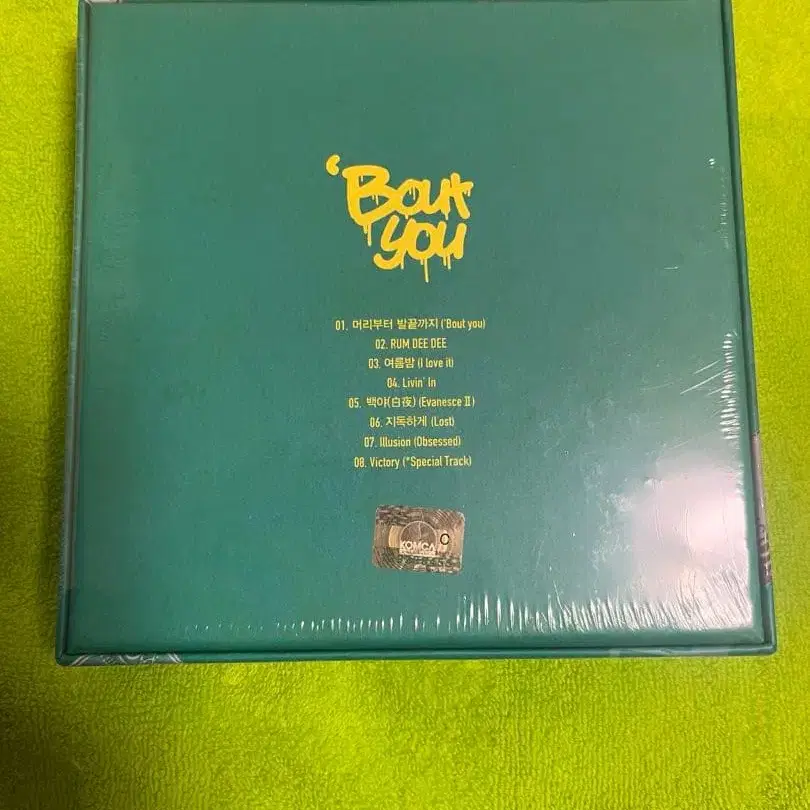 'Bout
you
01. 머리부터 발끝까지 ('Bout you)
02. RUM DEE DEE
03. 여름밤 (I love it)
04. Livin' In
05. 백야(白夜) (Evanesce II)
06. 지독하게 (Lost)
07. Illusion (Obsessed)
08. Victory (*Special Track)
KOMCA
O